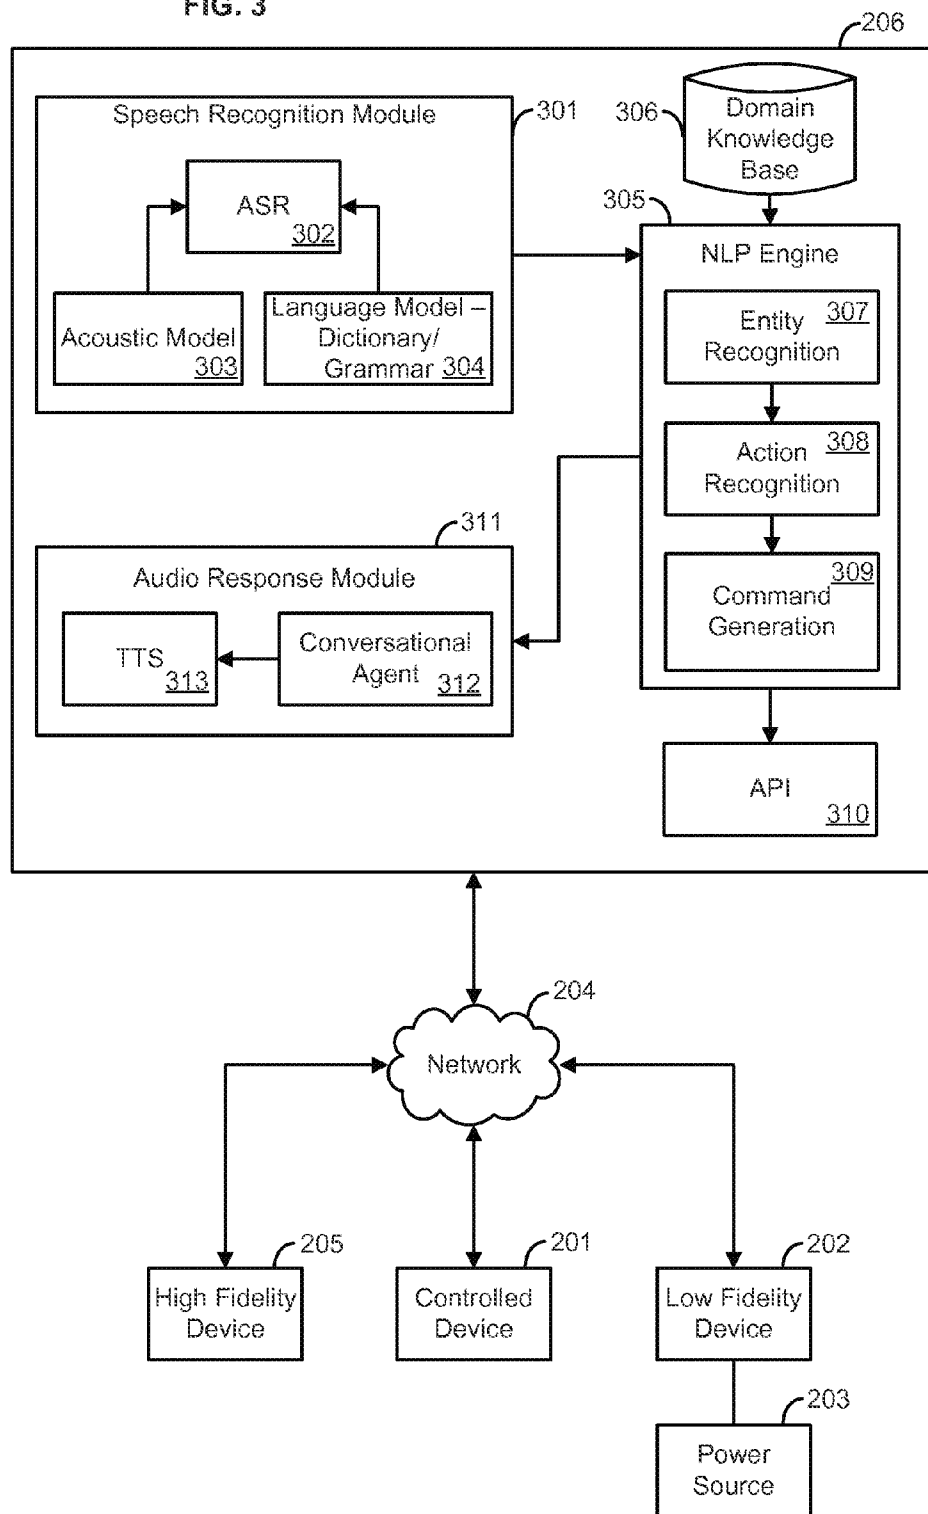 FIG. 3
206
Speech Recognition Module
301
ASR
302
Acoustic Model
303
Language Model –
Dictionary/
Grammar 304
306
Domain
Knowledge
Base
305
NLP Engine
307
Entity
Recognition
308
Action
Recognition
309
Command
Generation
311
Audio Response Module
TTS
313
Conversational
Agent 312
API
310
204
Network
205
High Fidelity
Device
201
Controlled
Device
202
Low Fidelity
Device
203
Power
Source